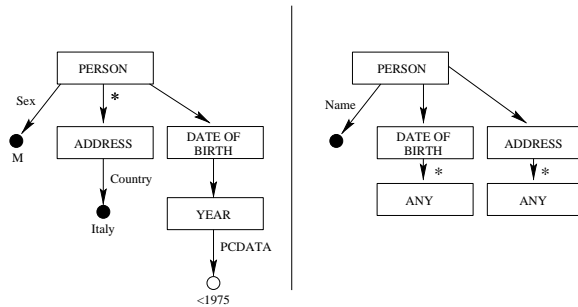 PERSON
Sex
*
M
ADDRESS
DATE OF
BIRTH
Country
Italy
YEAR
PCDATA
<1975
PERSON
Name
DATE OF
BIRTH
ADDRESS
*
*
ANY
ANY